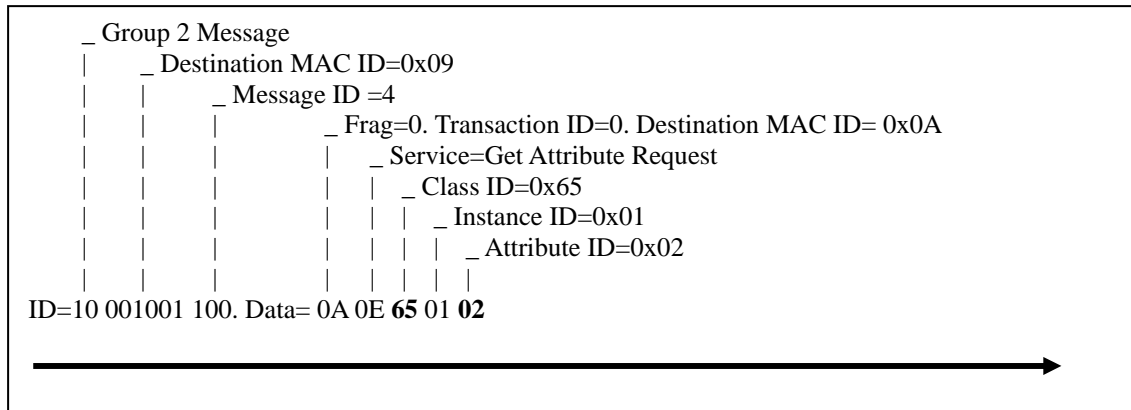 _ Group 2 Message
| _ Destination MAC ID=0x09
| | _ Message ID =4
| | | _ Frag=0. Transaction ID=0. Destination MAC ID= 0x0A
| | | | _ Service=Get Attribute Request
| | | | | _ Class ID=0x65
| | | | | | _ Instance ID=0x01
| | | | | | | _ Attribute ID=0x02
| | | | | | | |
ID=10 001001 100. Data= 0A 0E 65 01 02